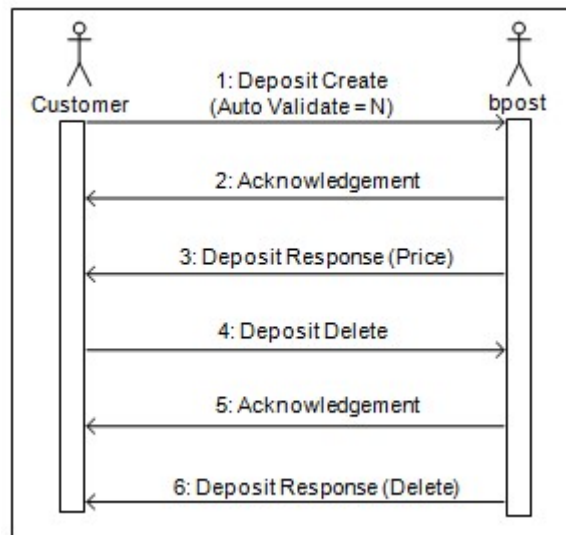 1: Deposit Create
Customer
(Auto Validate = N)
bpost
2: Acknowledgement
3: Deposit Response (Price)
4: Deposit Delete
5: Acknowledgement
6: Deposit Response (Delete)